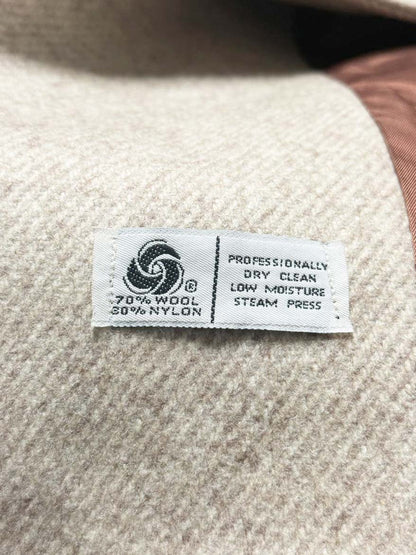 ®
70% WOOL
30% NYLON
PROFESSIONALLY
DRY CLEAN
LOW MOISTURE
STEAM PRESS